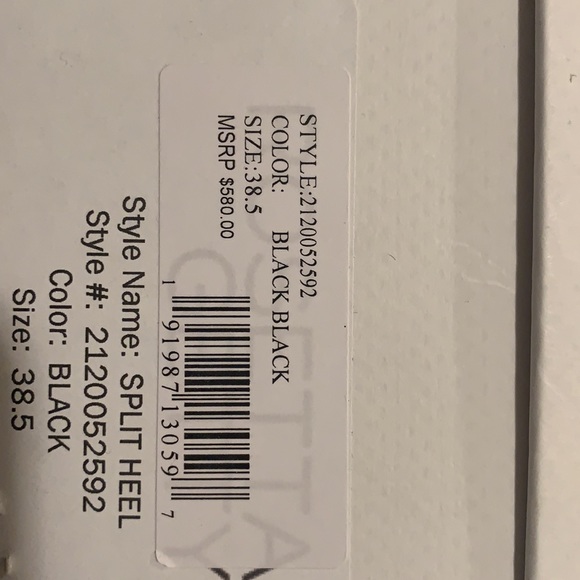 STYLE:2120052592
COLOR: BLACK BLACK
SIZE:38.5
MSRP $580.00
1 91987 13059 7
Style Name: SPLIT HEEL
Style #: 2120052592
Color: BLACK
Size: 38.5